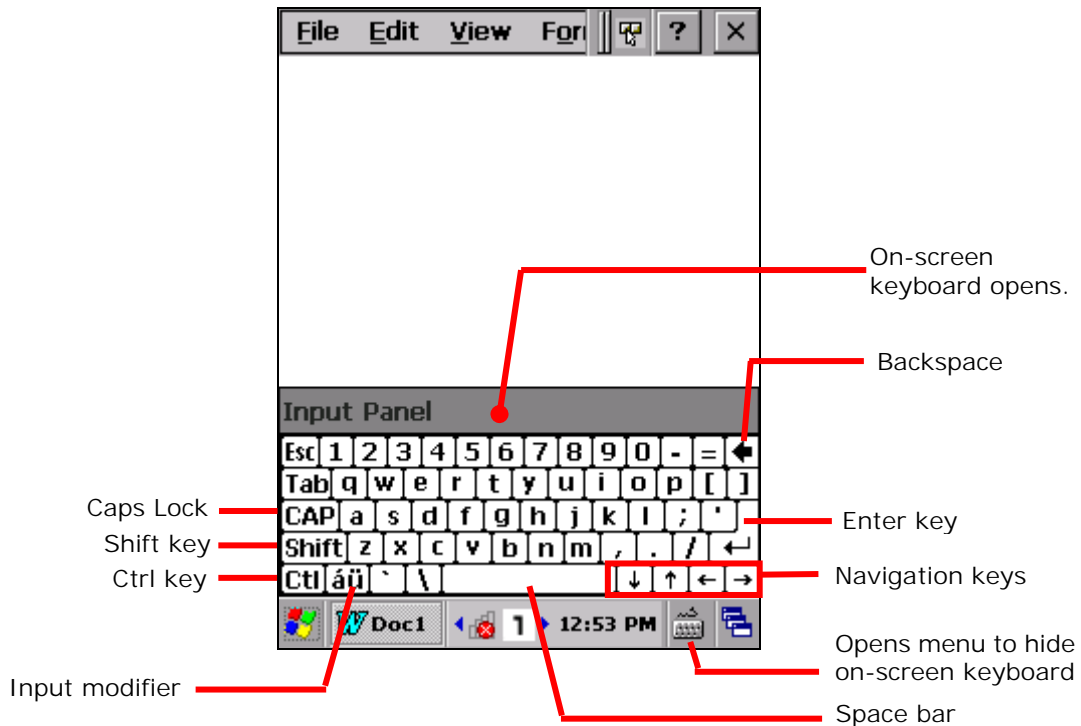 File Edit View For ?  ×
On-screen
keyboard opens.
Backspace
Input Panel
Esc 1 2 3 4 5 6 7 8 9 0 - =
Tab q w e r t y u i o p [ ]
CAP a s d f g h j k l ; '
Shift z x c v b n m , . / ↵
Ctl áü ` \ ↓ ↑ ← →
Caps Lock
Shift key
Ctrl key
Enter key
Navigation keys
Doc1 1 12:53 PM
Opens menu to hide
on-screen keyboard
Input modifier
Space bar